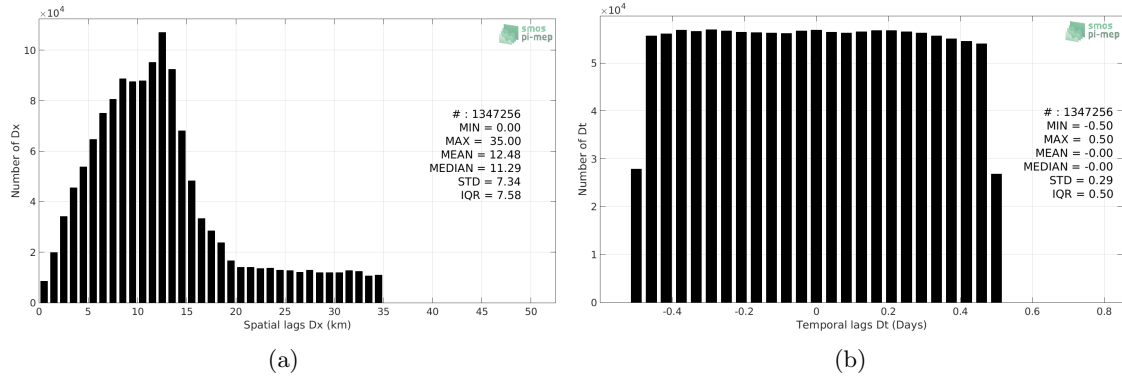 ×10⁴
smos
pi-mep
10
8
6
4
2
0
Number of Dx
# : 1347256
MIN = 0.00
MAX = 35.00
MEAN = 12.48
MEDIAN = 11.29
STD = 7.34
IQR = 7.58
0 5 10 15 20 25 30 35 40 45 50
Spatial lags Dx (km)
(a)
×10⁴
smos
pi-mep
5
4
3
2
1
0
Number of Dt
# : 1347256
MIN = -0.50
MAX = 0.50
MEAN = -0.00
MEDIAN = -0.00
STD = 0.29
IQR = 0.50
-0.4 -0.2 0 0.2 0.4 0.6 0.8
Temporal lags Dt (Days)
(b)